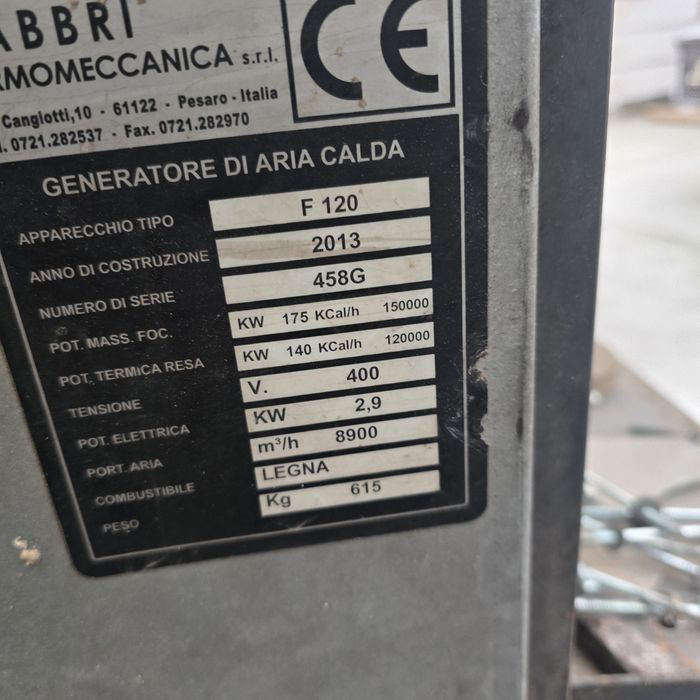 ABBRI
RMOMECCANICA s.r.l.
Cangiotti,10 - 61122 - Pesaro - Italia
l. 0721.282537 - Fax. 0721.282970
CE
GENERATORE DI ARIA CALDA
APPARECCHIO TIPO F 120
ANNO DI COSTRUZIONE 2013
NUMERO DI SERIE 458G
POT. MASS. FOC. KW 175 KCal/h 150000
POT. TERMICA RESA KW 140 KCal/h 120000
TENSIONE V. 400
POT. ELETTRICA KW 2,9
PORT. ARIA m³/h 8900
COMBUSTIBILE LEGNA
PESO Kg 615